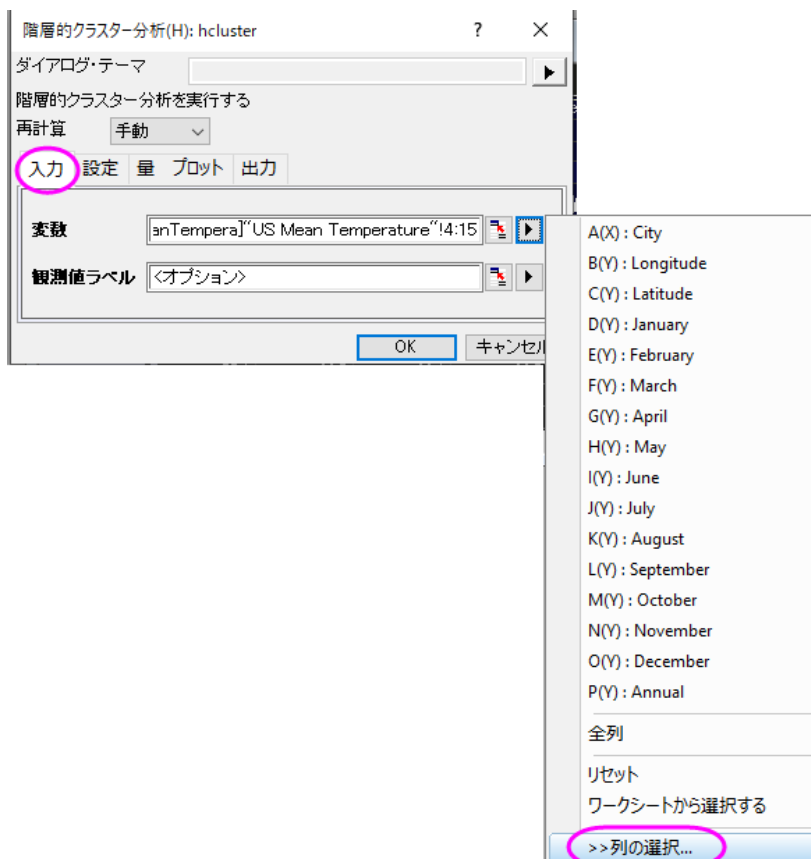 階層的クラスター分析(H): hcluster ? ×
ダイアログ・テーマ
階層的クラスター分析を実行する
再計算 手動
入力 設定 量 プロット 出力
変数 anTempera]"US Mean Temperature"!4:15
観測値ラベル <オプション>
OK キャンセル
A(X) : City
B(Y) : Longitude
C(Y) : Latitude
D(Y) : January
E(Y) : February
F(Y) : March
G(Y) : April
H(Y) : May
I(Y) : June
J(Y) : July
K(Y) : August
L(Y) : September
M(Y) : October
N(Y) : November
O(Y) : December
P(Y) : Annual
全列
リセット
ワークシートから選択する
>>列の選択...